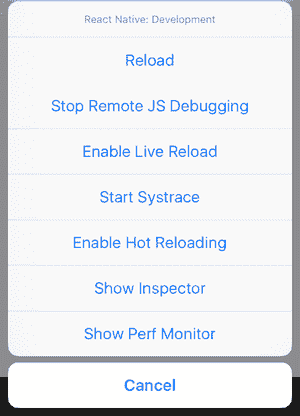 React Native: Development
Reload
Stop Remote JS Debugging
Enable Live Reload
Start Systrace
Enable Hot Reloading
Show Inspector
Show Perf Monitor
Cancel